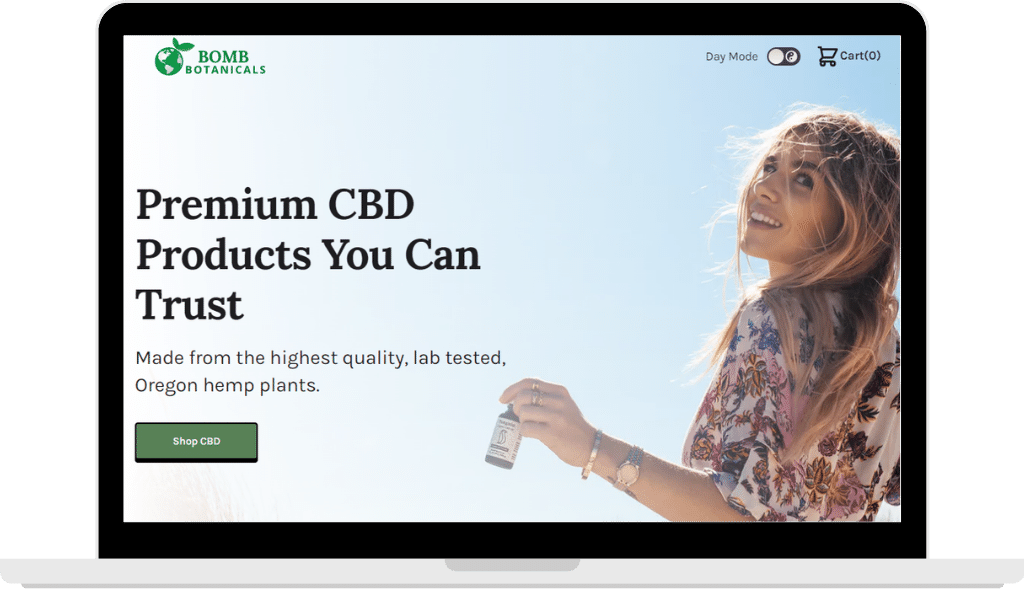 BOMB
BOTANICALS
Day Mode
Cart(0)
Premium CBD
Products You Can
Trust
Made from the highest quality, lab tested,
Oregon hemp plants.
Shop CBD